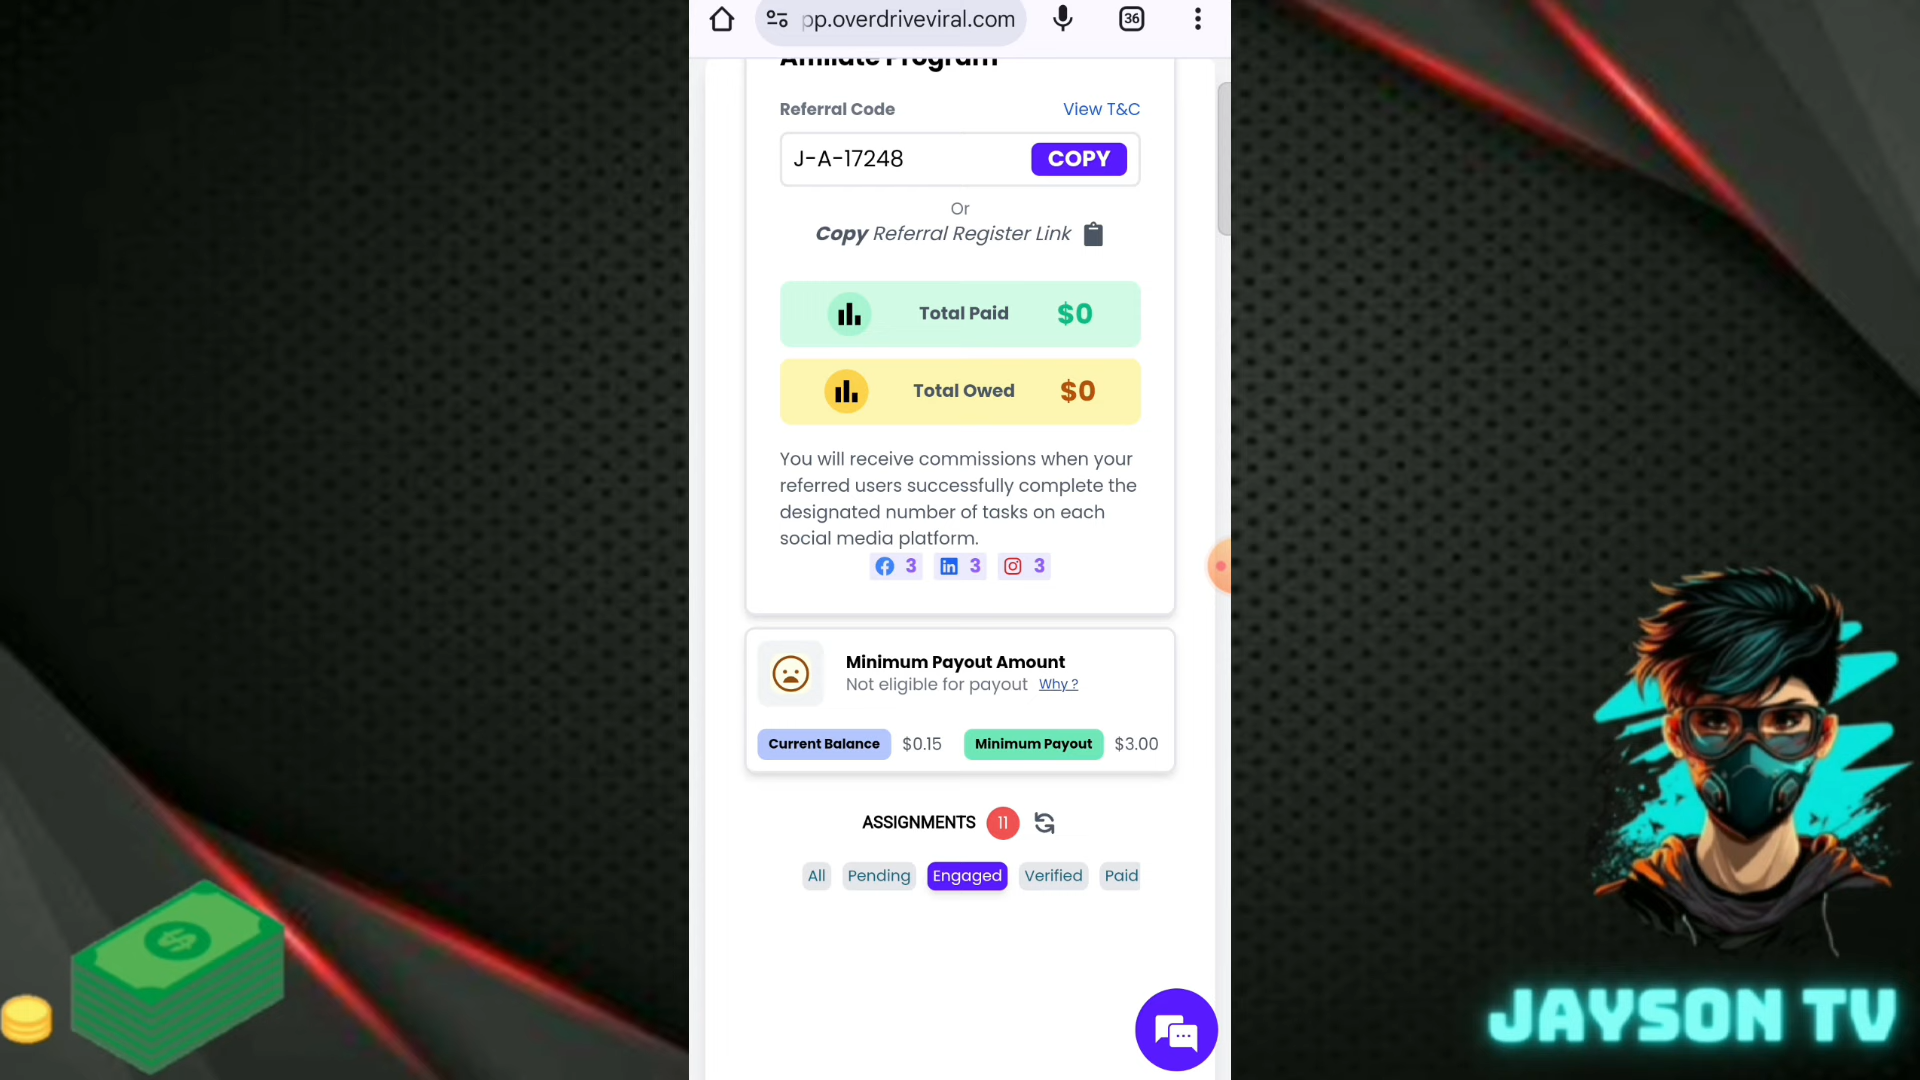 pp.overdriveviral.com
36
Affiliate Program
Referral Code
View T&C
J-A-17248
COPY
Or
Copy Referral Register Link
Total Paid
$0
Total Owed
$0
You will receive commissions when your
referred users successfully complete the
designated number of tasks on each
social media platform.
3
3
3
Minimum Payout Amount
Not eligible for payout Why ?
Current Balance $0.15 Minimum Payout $3.00
ASSIGNMENTS 11
All Pending Engaged Verified Paid
JAYSON TV